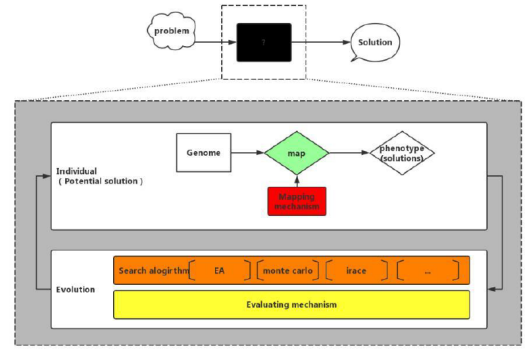 problem
?
Solution
Genome
map
phenotype
(solutions)
Individual
( Potential solution )
Mapping
mechanism
Search alogirthm
EA
monte carlo
irace
...
Evolution
Evaluating mechanism